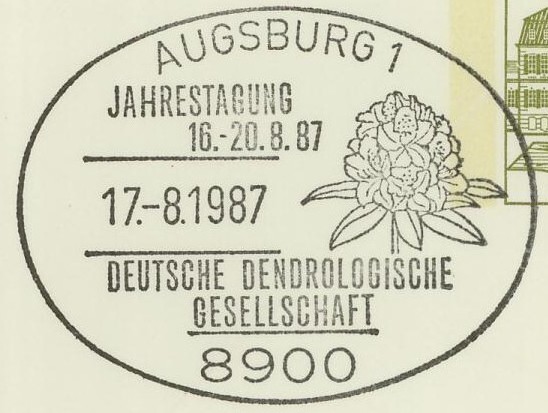 AUGSBURG 1
JAHRESTAGUNG
16.-20.8.87
17.-8.1987
DEUTSCHE DENDROLOGISCHE
GESELLSCHAFT
8900